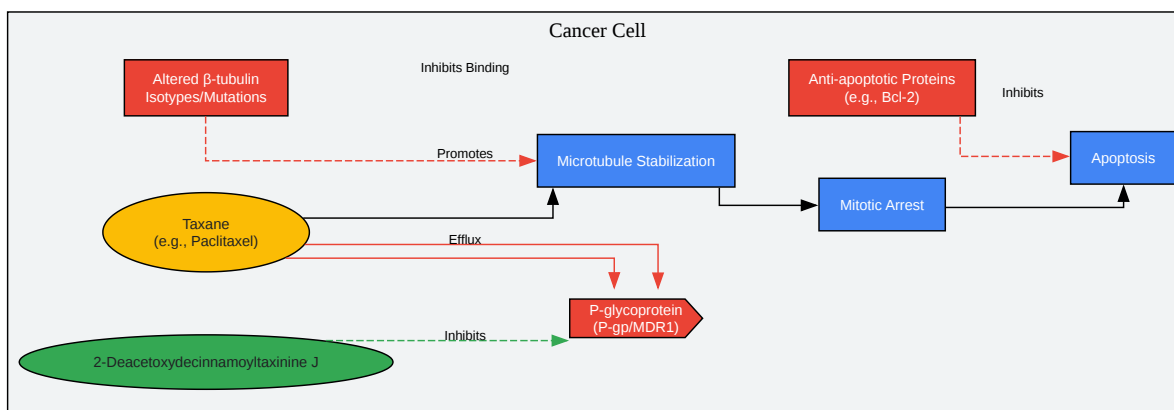 Cancer Cell
Altered β-tubulin
Isotypes/Mutations
Inhibits Binding
Anti-apoptotic Proteins
(e.g., Bcl-2)
Inhibits
Promotes
Microtubule Stabilization
Apoptosis
Mitotic Arrest
Taxane
(e.g., Paclitaxel)
Efflux
P-glycoprotein
(P-gp/MDR1)
Inhibits
2-Deacetoxydecinnamoyltaxinine J